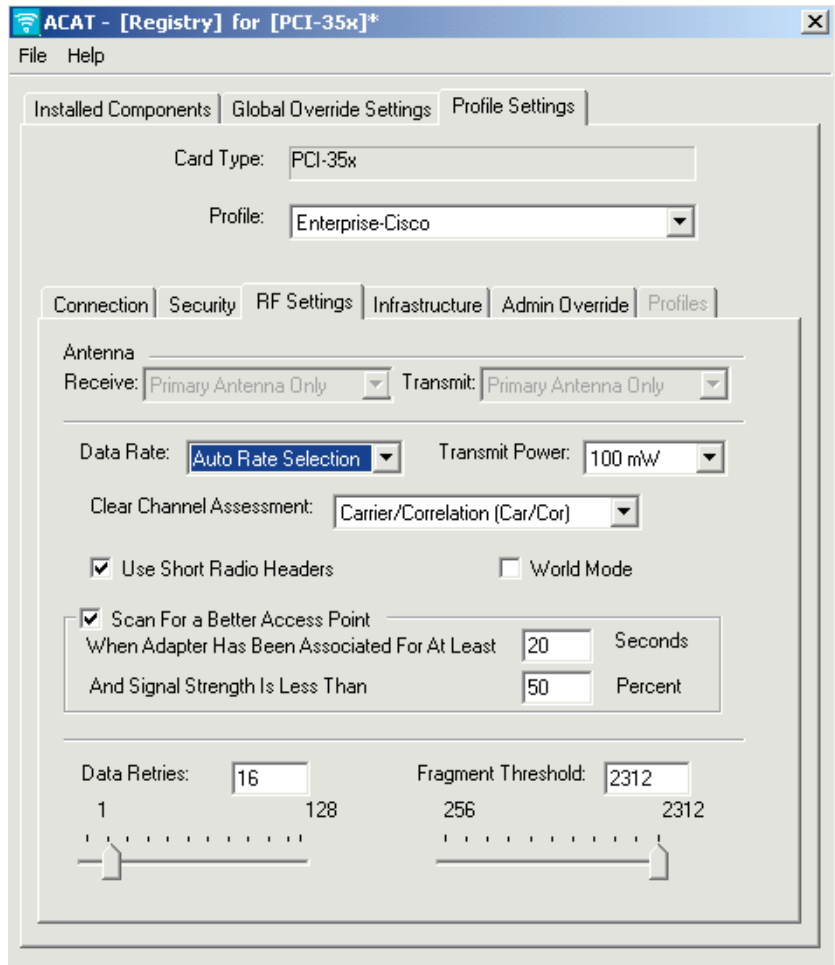 ACAT - [Registry] for [PCI-35x]*
File Help
Installed Components Global Override Settings Profile Settings
Card Type: PCI-35x
Profile: Enterprise-Cisco
Connection Security RF Settings Infrastructure Admin Override Profiles
Antenna
Receive: Primary Antenna Only Transmit: Primary Antenna Only
Data Rate: Auto Rate Selection Transmit Power: 100 mW
Clear Channel Assessment: Carrier/Correlation (Car/Cor)
Use Short Radio Headers World Mode
Scan For a Better Access Point
When Adapter Has Been Associated For At Least 20 Seconds
And Signal Strength Is Less Than 50 Percent
Data Retries: 16 Fragment Threshold: 2312
1 128 256 2312